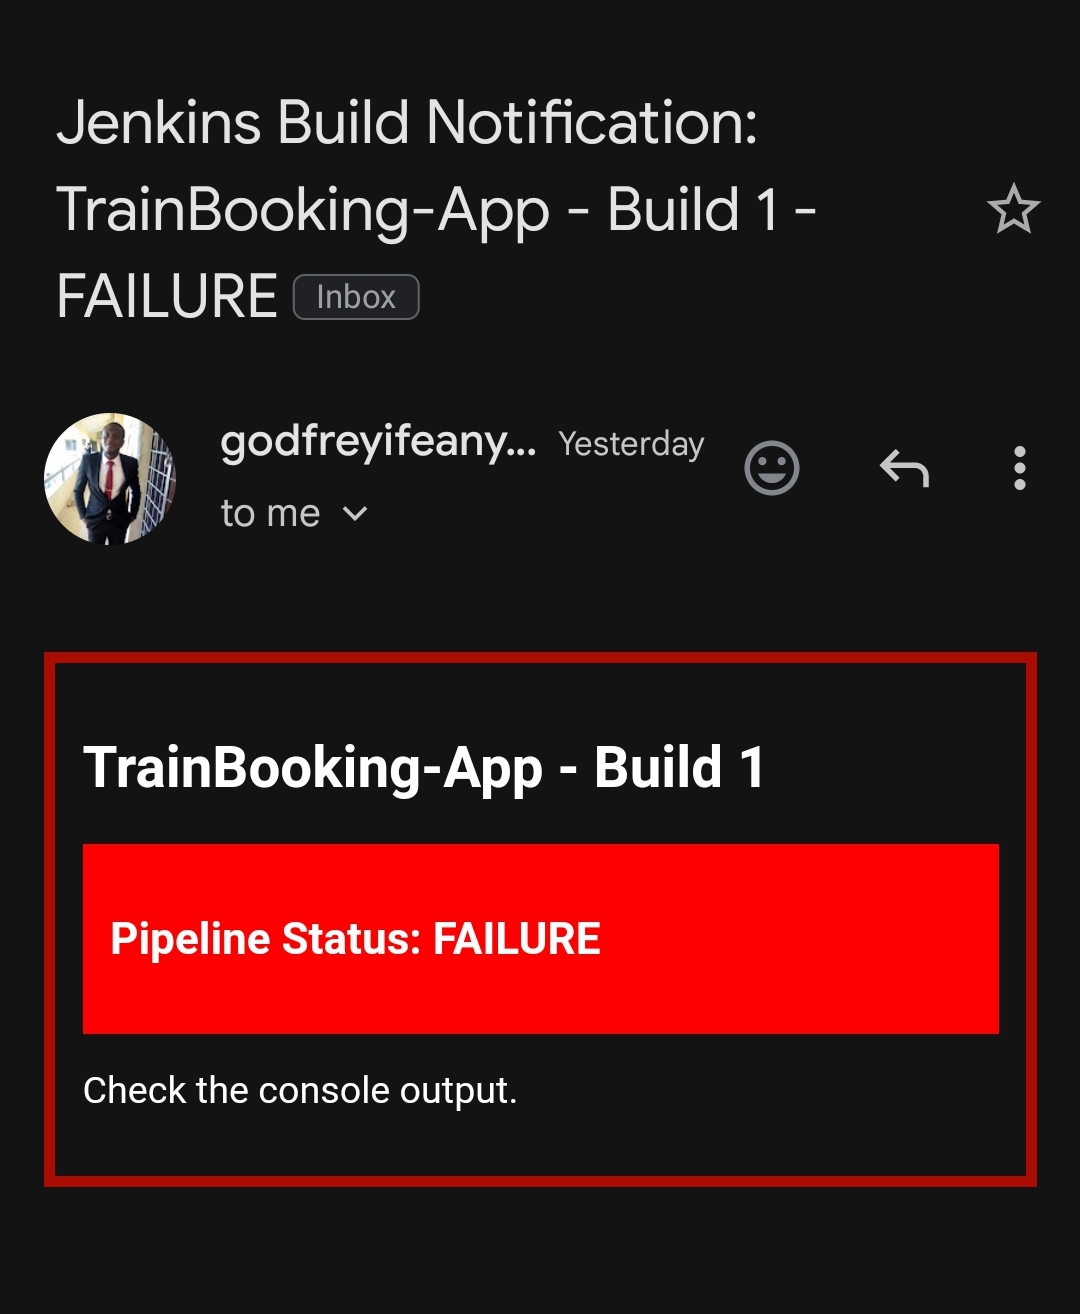 Jenkins Build Notification:
TrainBooking-App - Build 1 -
FAILURE Inbox
godfreyifeany... Yesterday
to me
TrainBooking-App - Build 1
Pipeline Status: FAILURE
Check the console output.